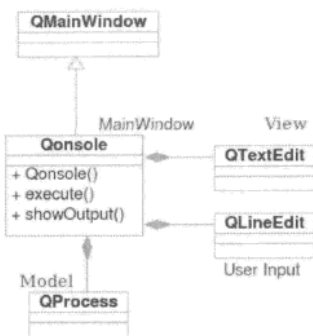 QMainWindow
MainWindow
View
Qonsole
QTextEdit
+ Qonsole()
+ execute()
+ showOutput()
QLineEdit
User Input
Model
QProcess